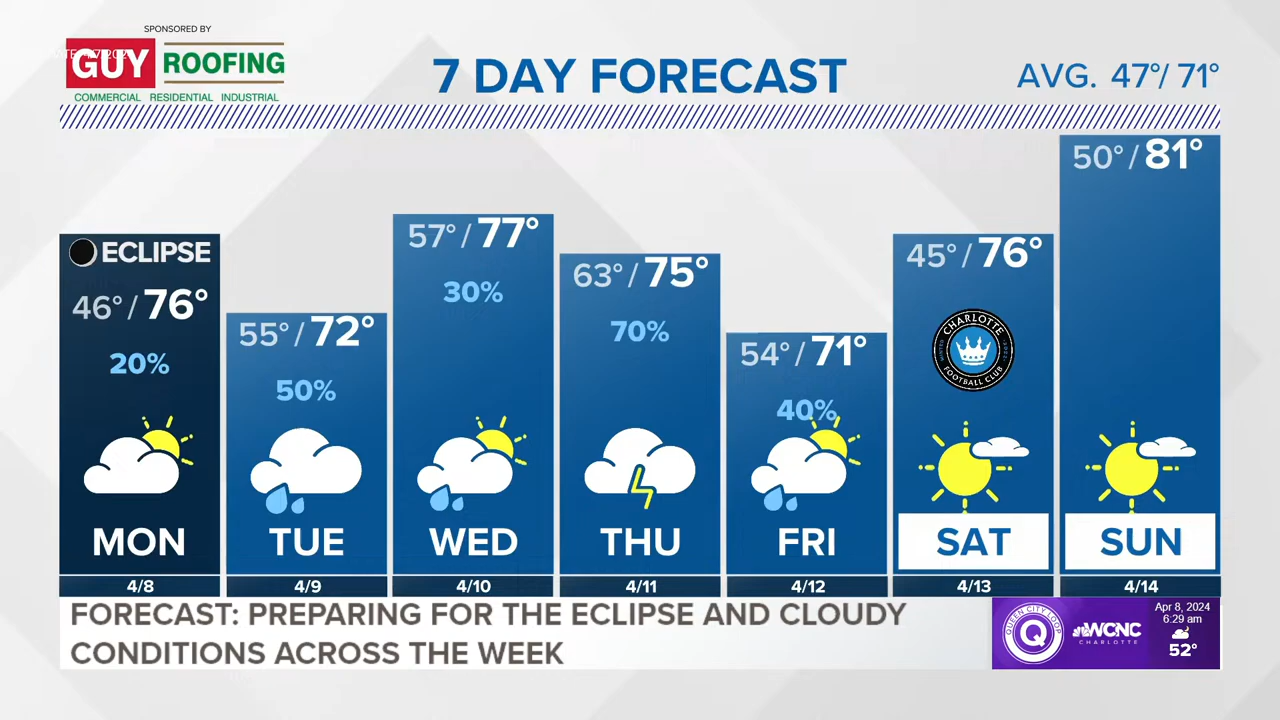 SPONSORED BY
GUY ROOFING
COMMERCIAL RESIDENTIAL INDUSTRIAL
7 DAY FORECAST
AVG. 47°/ 71°
ECLIPSE
46° / 76°
20%
MON
4/8
55° / 72°
50%
TUE
4/9
57° / 77°
30%
WED
4/10
63° / 75°
70%
THU
4/11
54° / 71°
40%
FRI
4/12
45° / 76°
CHARLOTTE
FOOTBALL CLUB
SAT
4/13
50° / 81°
SUN
4/14
FORECAST: PREPARING FOR THE ECLIPSE AND CLOUDY
CONDITIONS ACROSS THE WEEK
QUEEN CITY LOOP
Q
WCNC
CHARLOTTE
Apr 8, 2024
6:29 am
52°